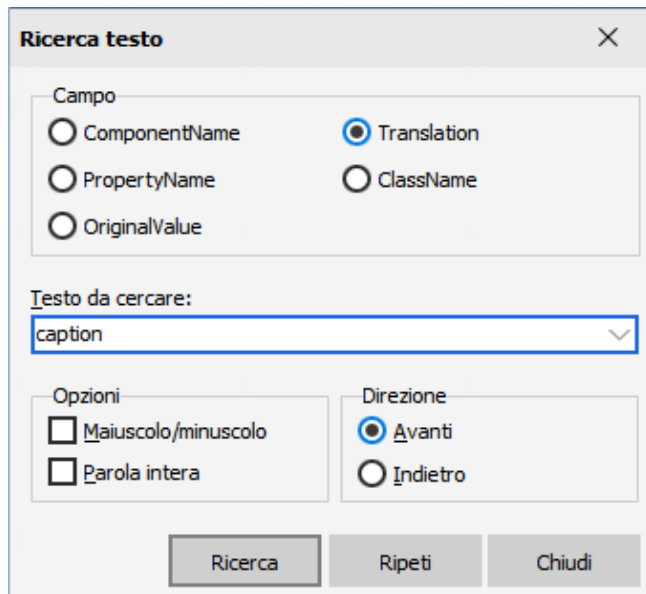 Ricerca testo
Campo
ComponentName
Translation
PropertyName
ClassName
OriginalValue
Testo da cercare:
caption
Opzioni
Direzione
Maiuscolo/minuscolo
Avanti
Parola intera
Indietro
Ricerca
Ripeti
Chiudi